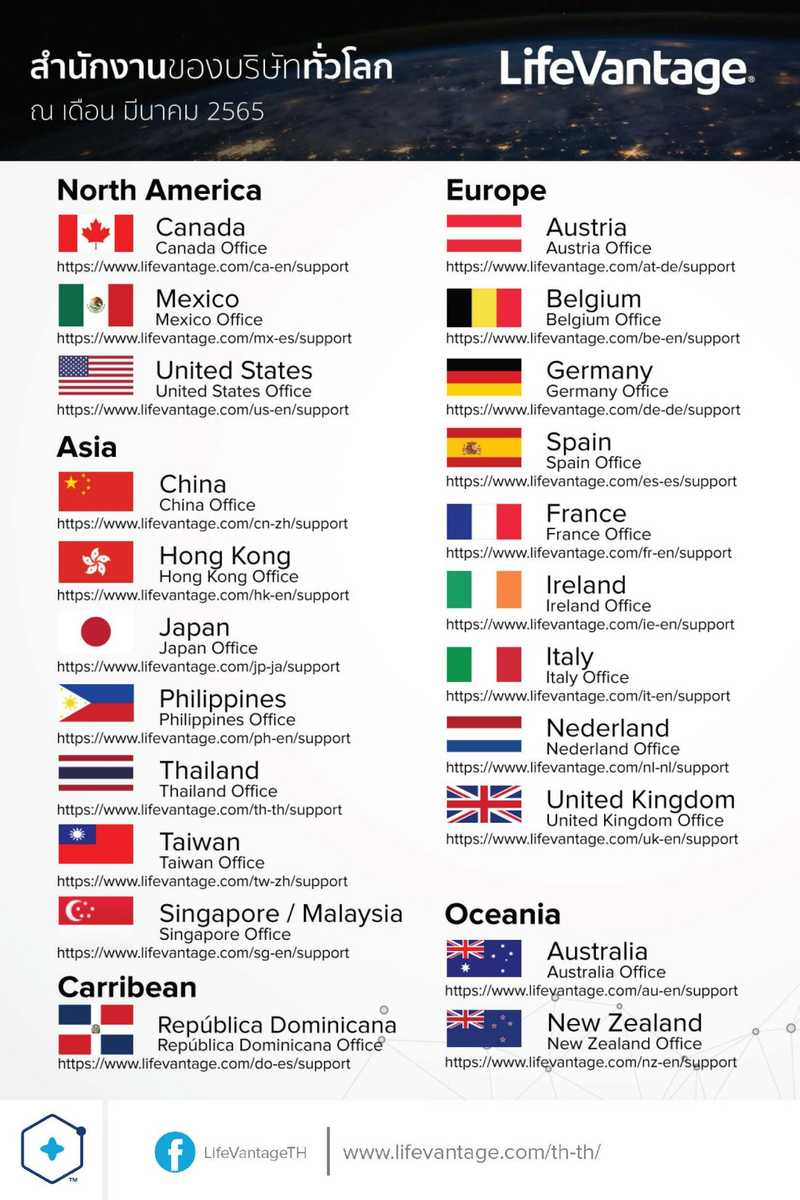 สำนักงานของบริษัททั่วโลก
ณ เดือน มีนาคม 2565
LifeVantage®
North America
Canada
Canada Office
https://www.lifevantage.com/ca-en/support
Mexico
Mexico Office
https://www.lifevantage.com/mx-es/support
United States
United States Office
https://www.lifevantage.com/us-en/support
Asia
China
China Office
https://www.lifevantage.com/cn-zh/support
Hong Kong
Hong Kong Office
https://www.lifevantage.com/hk-en/support
Japan
Japan Office
https://www.lifevantage.com/jp-ja/support
Philippines
Philippines Office
https://www.lifevantage.com/ph-en/support
Thailand
Thailand Office
https://www.lifevantage.com/th-th/support
Taiwan
Taiwan Office
https://www.lifevantage.com/tw-zh/support
Singapore / Malaysia
Singapore Office
https://www.lifevantage.com/sg-en/support
Carribean
República Dominicana
República Dominicana Office
https://www.lifevantage.com/do-es/support
Europe
Austria
Austria Office
https://www.lifevantage.com/at-de/support
Belgium
Belgium Office
https://www.lifevantage.com/be-en/support
Germany
Germany Office
https://www.lifevantage.com/de-de/support
Spain
Spain Office
https://www.lifevantage.com/es-es/support
France
France Office
https://www.lifevantage.com/fr-en/support
Ireland
Ireland Office
https://www.lifevantage.com/ie-en/support
Italy
Italy Office
https://www.lifevantage.com/it-en/support
Nederland
Nederland Office
https://www.lifevantage.com/nl-nl/support
United Kingdom
United Kingdom Office
https://www.lifevantage.com/uk-en/support
Oceania
Australia
Australia Office
https://www.lifevantage.com/au-en/support
New Zealand
New Zealand Office
https://www.lifevantage.com/nz-en/support
TM
LifeVantageTH
www.lifevantage.com/th-th/